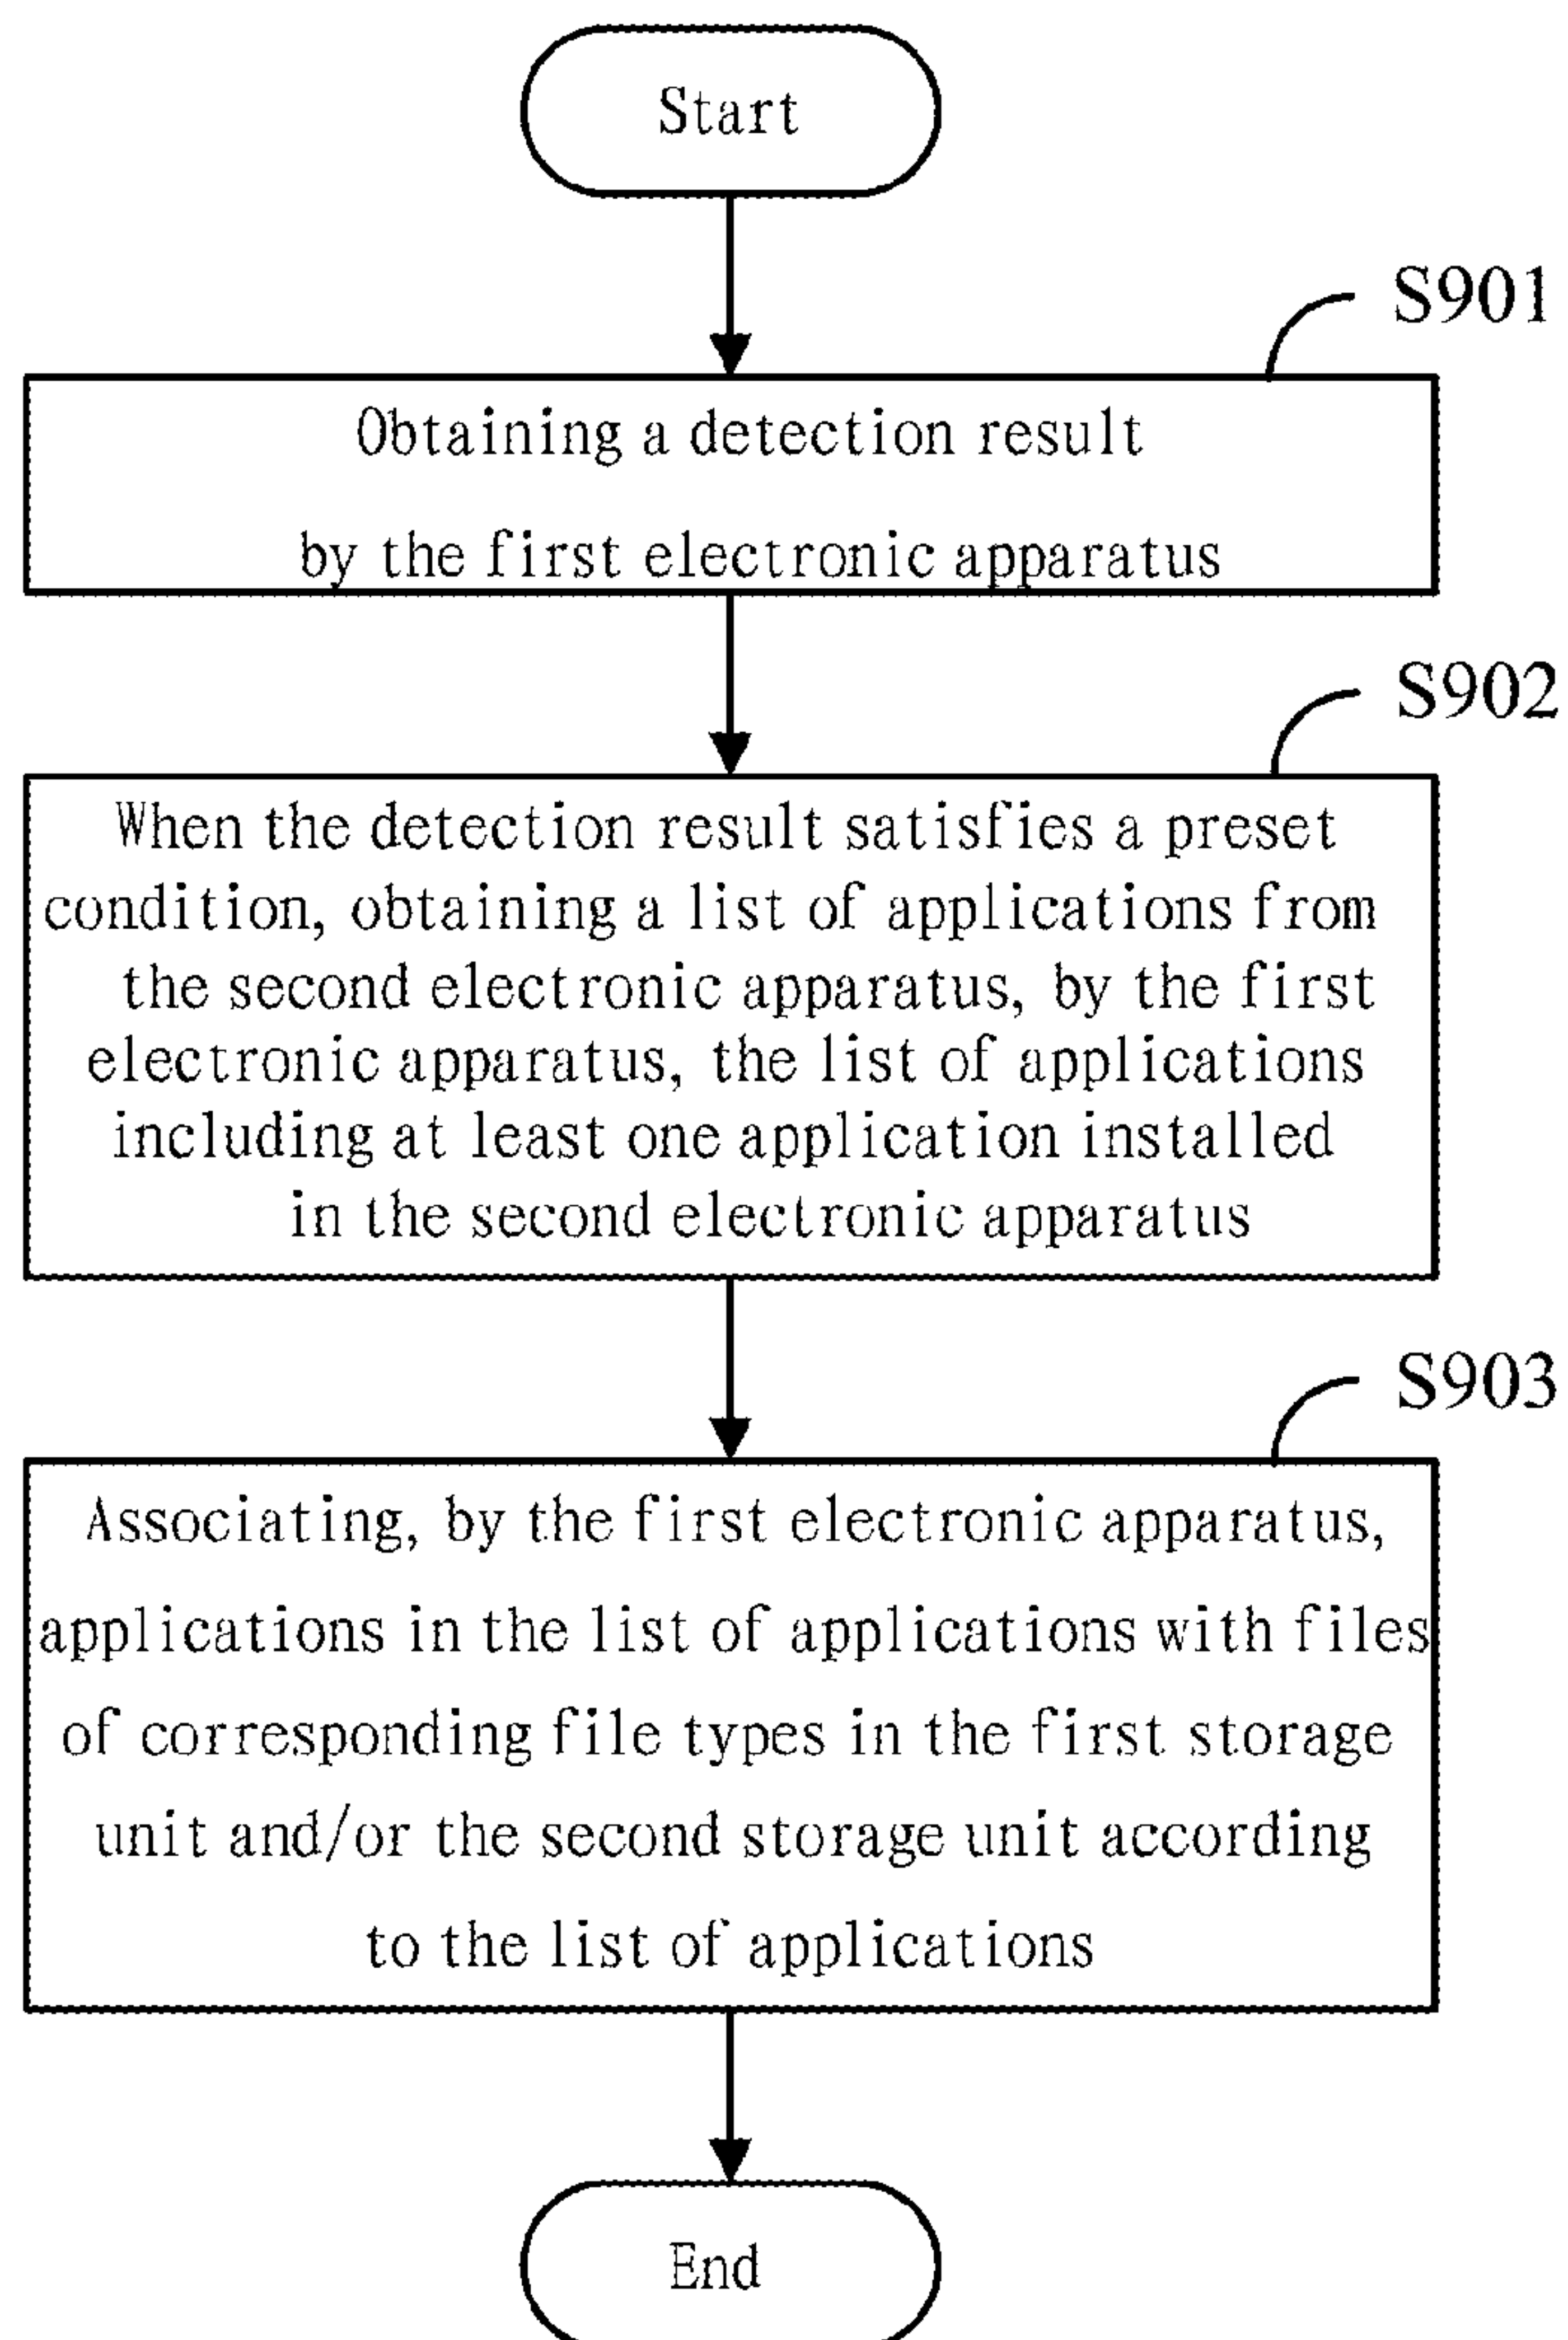 Start
S901
Obtaining a detection result
by the first electronic apparatus
S902
When the detection result satisfies a preset
condition, obtaining a list of applications from
the second electronic apparatus, by the first
electronic apparatus, the list of applications
including at least one application installed
in the second electronic apparatus
S903
Associating, by the first electronic apparatus,
applications in the list of applications with files
of corresponding file types in the first storage
unit and/or the second storage unit according
to the list of applications
End